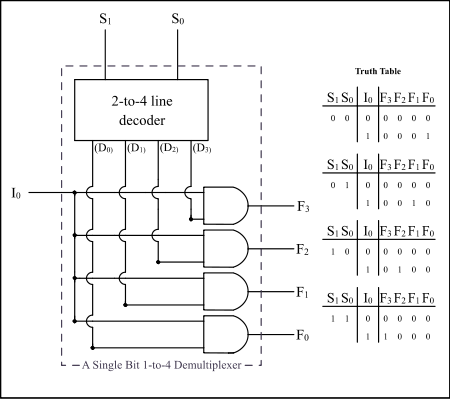 S1 S0
2-to-4 line
decoder
(D0) (D1) (D2) (D3)
I0
F3
F2
F1
F0
A Single Bit 1-to-4 Demultiplexer
Truth Table
S1 S0 I0 F3 F2 F1 F0
0 0 0 0 0 0 0
1 0 0 0 1
S1 S0 I0 F3 F2 F1 F0
0 1 0 0 0 0 0
1 0 0 1 0
S1 S0 I0 F3 F2 F1 F0
1 0 0 0 0 0 0
1 0 1 0 0
S1 S0 I0 F3 F2 F1 F0
1 1 0 0 0 0 0
1 1 0 0 0